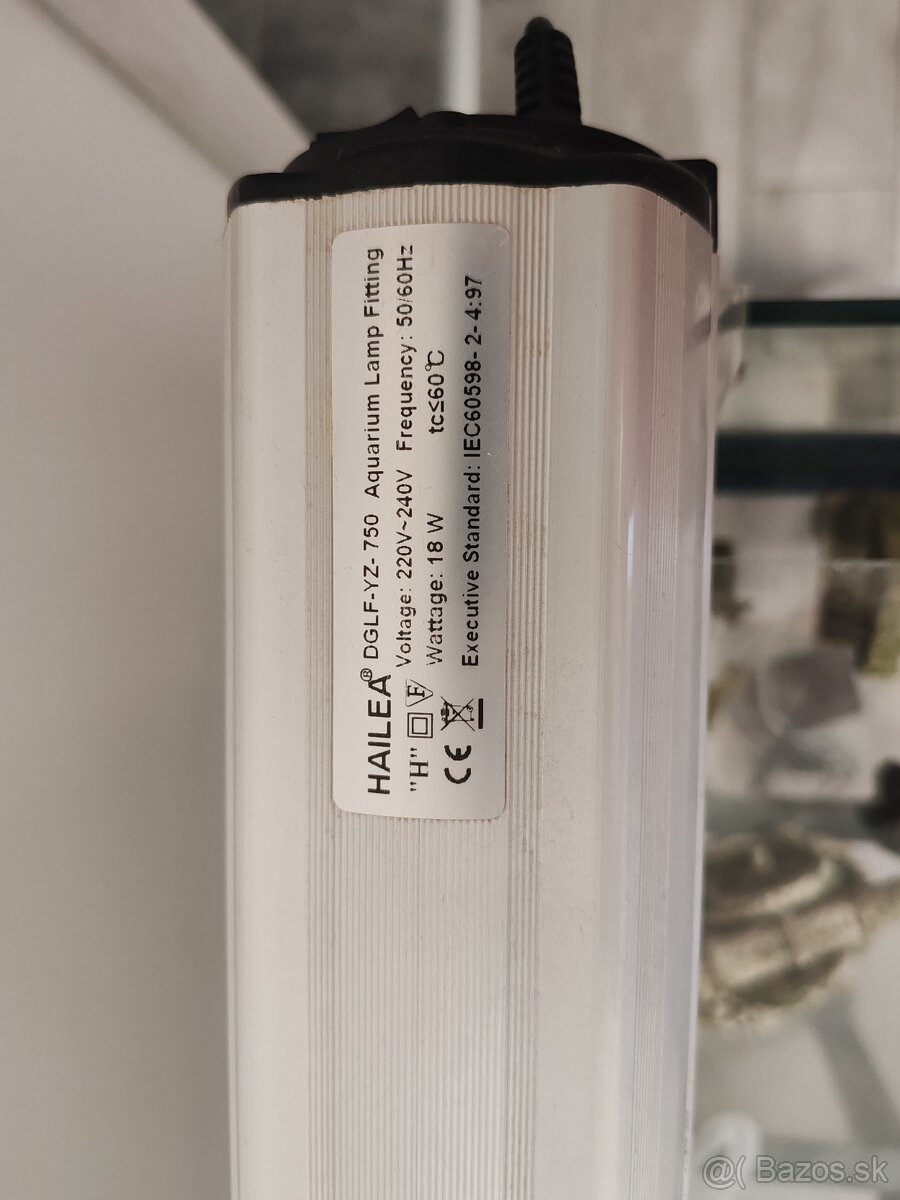 HAILEA® DGLF-YZ- 750 Aquarium Lamp Fitting
"H" F Voltage: 220V~240V Frequency: 50/60Hz
Wattage: 18 W tc≤60℃
CE Executive Standard: IEC60598- 2- 4:97
@( Bazos.sk